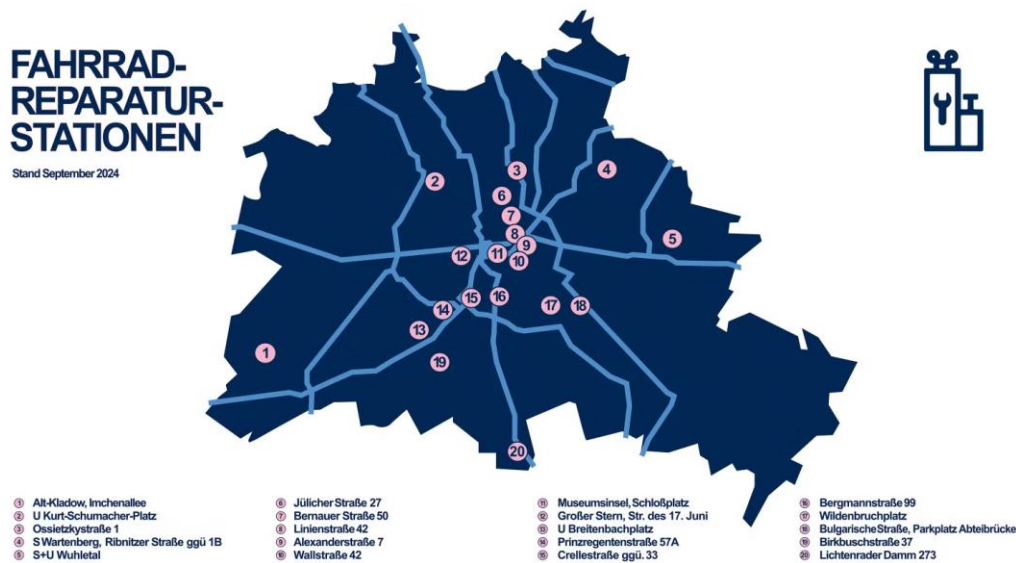 FAHRRAD-
REPARATUR-
STATIONEN
Stand September 2024
3
2
4
6
7
8
5
9
12
11
10
15
16
17
18
14
13
1
19
20
1 Alt-Kladow, Imchenallee
2 U Kurt-Schumacher-Platz
3 Ossietzkystraße 1
4 S Wartenberg, Ribnitzer Straße ggü 1B
5 S+U Wuhletal
6 Jülicher Straße 27
7 Bernauer Straße 50
8 Linienstraße 42
9 Alexanderstraße 7
10 Wallstraße 42
11 Museumsinsel, Schloßplatz
12 Großer Stern, Str. des 17. Juni
13 U Breitenbachplatz
14 Prinzregentenstraße 57A
15 Crellestraße ggü. 33
16 Bergmannstraße 99
17 Wildenbruchplatz
18 Bulgarische Straße, Parkplatz Abteibrücke
19 Birkbuschstraße 37
20 Lichtenrader Damm 273